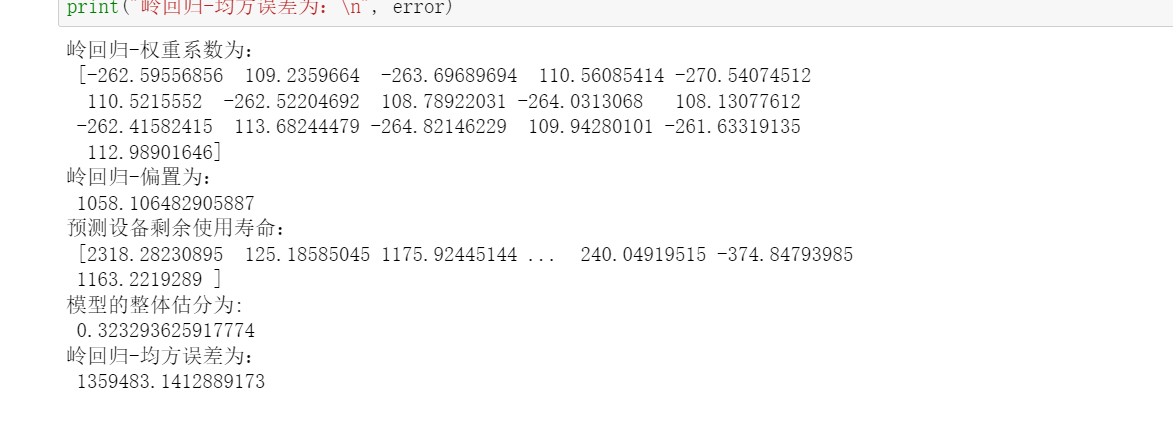 print("岭回归-均方误差为: \n", error)
岭回归-权重系数为:
[-262.59556856 109.2359664 -263.69689694 110.56085414 -270.54074512
110.5215552 -262.52204692 108.78922031 -264.0313068 108.13077612
-262.41582415 113.68244479 -264.82146229 109.94280101 -261.63319135
112.98901646]
岭回归-偏置为:
1058.106482905887
预测设备剩余使用寿命:
[2318.28230895 125.18585045 1175.92445144 ... 240.04919515 -374.84793985
1163.2219289 ]
模型的整体估分为:
0.323293625917774
岭回归-均方误差为:
1359483.1412889173